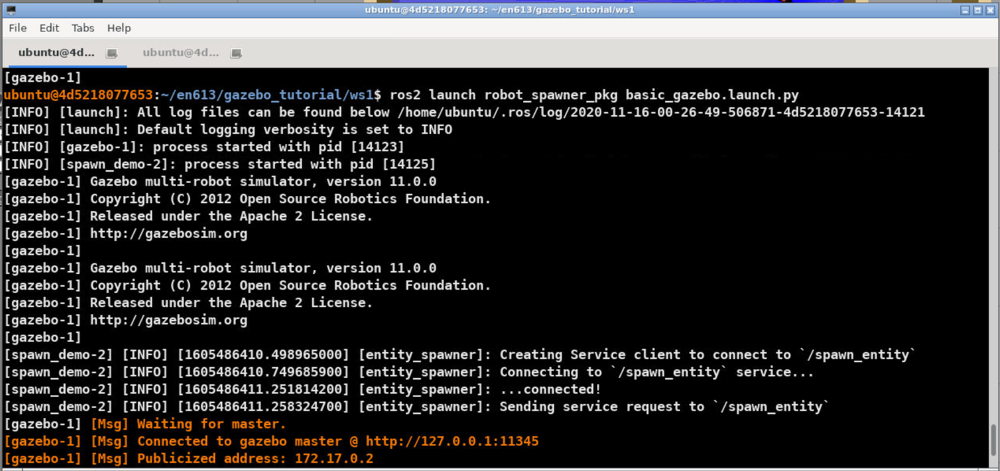 ubuntu@4d5218077653: ~/en613/gazebo_tutorial/ws1
File Edit Tabs Help
ubuntu@4d... ubuntu@4d...
[gazebo-1]
ubuntu@4d5218077653:~/en613/gazebo_tutorial/ws1$ ros2 launch robot_spawner_pkg basic_gazebo.launch.py
[INFO] [launch]: All log files can be found below /home/ubuntu/.ros/log/2020-11-16-00-26-49-506871-4d5218077653-14121
[INFO] [launch]: Default logging verbosity is set to INFO
[INFO] [gazebo-1]: process started with pid [14123]
[INFO] [spawn_demo-2]: process started with pid [14125]
[gazebo-1] Gazebo multi-robot simulator, version 11.0.0
[gazebo-1] Copyright (C) 2012 Open Source Robotics Foundation.
[gazebo-1] Released under the Apache 2 License.
[gazebo-1] http://gazebosim.org
[gazebo-1]
[gazebo-1] Gazebo multi-robot simulator, version 11.0.0
[gazebo-1] Copyright (C) 2012 Open Source Robotics Foundation.
[gazebo-1] Released under the Apache 2 License.
[gazebo-1] http://gazebosim.org
[gazebo-1]
[spawn_demo-2] [INFO] [1605486410.498965000] [entity_spawner]: Creating Service client to connect to `/spawn_entity`
[spawn_demo-2] [INFO] [1605486410.749685900] [entity_spawner]: Connecting to `/spawn_entity` service...
[spawn_demo-2] [INFO] [1605486411.251814200] [entity_spawner]: ...connected!
[spawn_demo-2] [INFO] [1605486411.258324700] [entity_spawner]: Sending service request to `/spawn_entity`
[gazebo-1] [Msg] Waiting for master.
[gazebo-1] [Msg] Connected to gazebo master @ http://127.0.0.1:11345
[gazebo-1] [Msg] Publicized address: 172.17.0.2